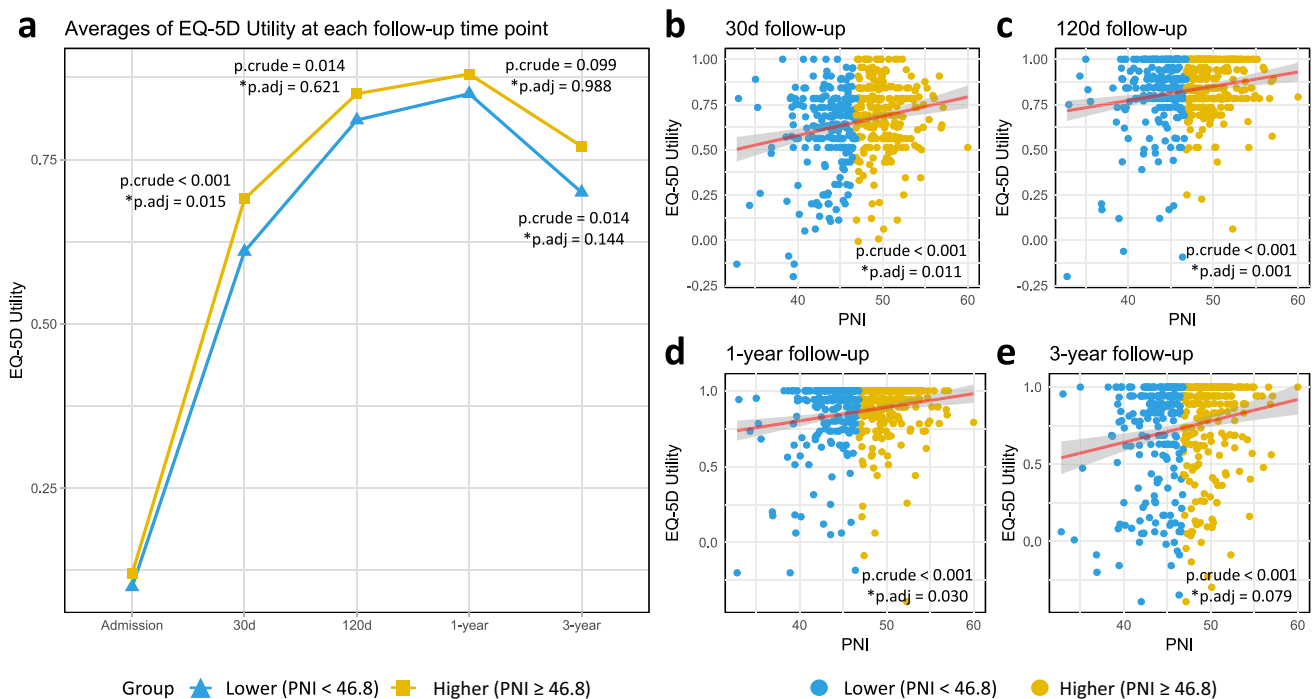 a
Averages of EQ-5D Utility at each follow-up time point
EQ-5D Utility
0.75
0.50
0.25
p.crude < 0.001
*p.adj = 0.015
p.crude = 0.014
*p.adj = 0.621
p.crude = 0.099
*p.adj = 0.988
p.crude = 0.014
*p.adj = 0.144
Admission 30d 120d 1-year 3-year
Group Lower (PNI < 46.8) Higher (PNI ≥ 46.8)
b
30d follow-up
EQ-5D Utility
1.00
0.75
0.50
0.25
0.00
-0.25
p.crude < 0.001
*p.adj = 0.011
40 50 60
PNI
c
120d follow-up
EQ-5D Utility
1.00
0.75
0.50
0.25
0.00
-0.25
p.crude < 0.001
*p.adj = 0.001
40 50 60
PNI
d
1-year follow-up
EQ-5D Utility
1.0
0.5
0.0
p.crude < 0.001
*p.adj = 0.030
40 50 60
PNI
e
3-year follow-up
EQ-5D Utility
1.0
0.5
0.0
p.crude < 0.001
*p.adj = 0.079
40 50 60
PNI
Lower (PNI < 46.8) Higher (PNI ≥ 46.8)